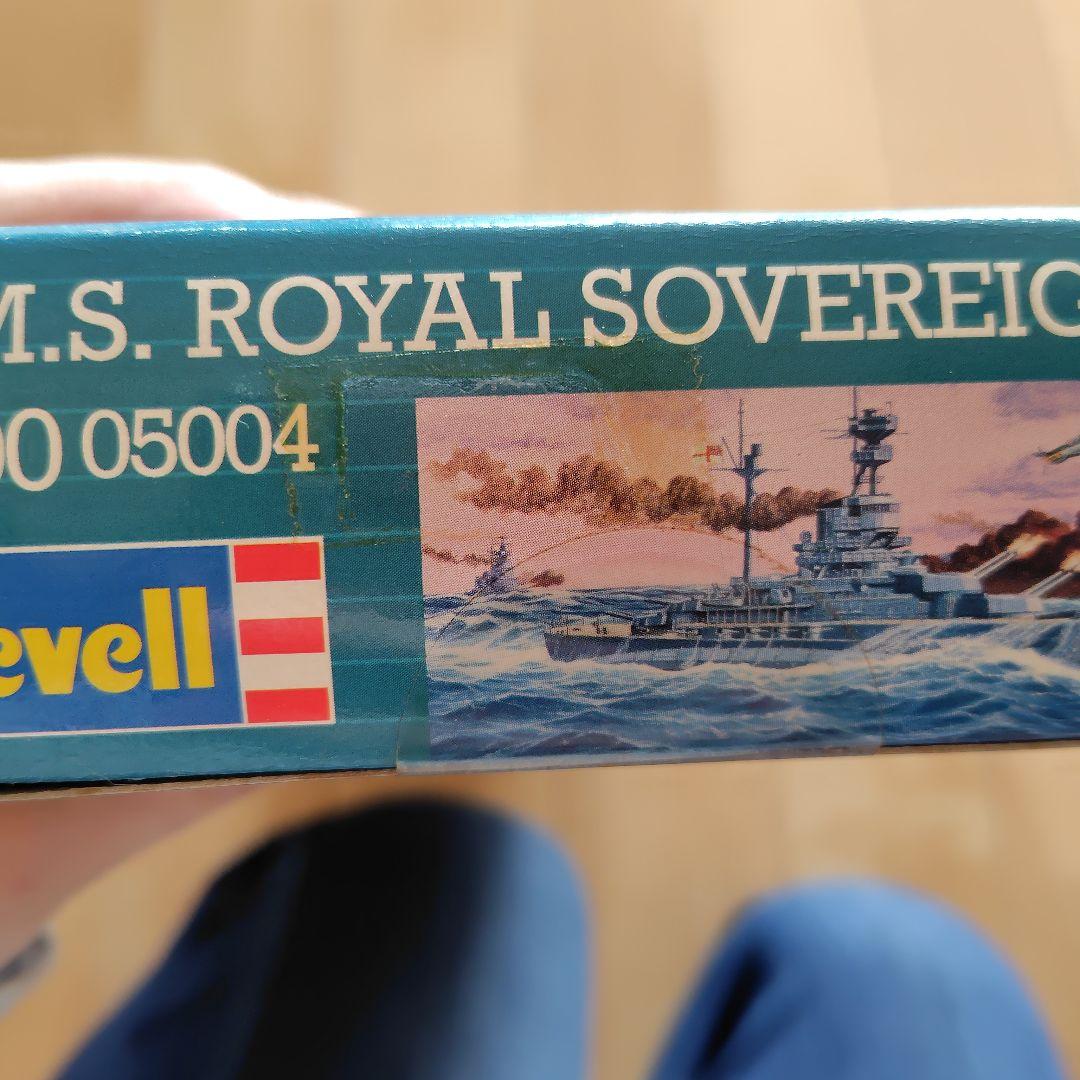 M.S. ROYAL SOVEREIG
00 05004
evell